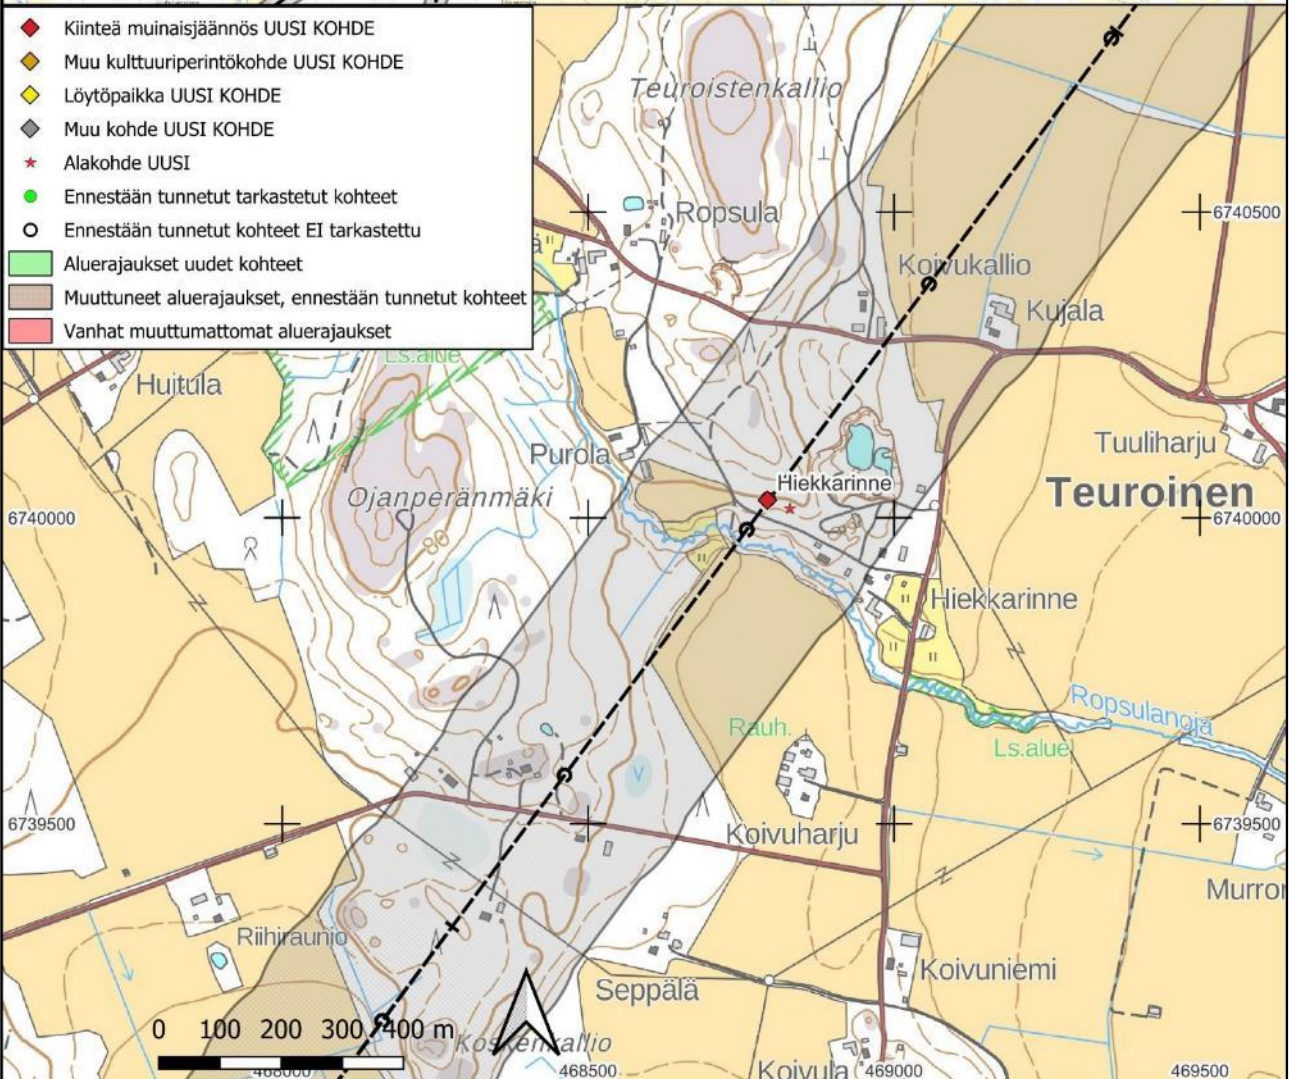 Kiinteä muinaisjäännös UUSI KOHDE
Muu kulttuuriperintökohde UUSI KOHDE
Löytöpaikka UUSI KOHDE
Muu kohde UUSI KOHDE
Alakohde UUSI
Ennestään tunnetut tarkastetut kohteet
Ennestään tunnetut kohteet EI tarkastettu
Aluerajaukset uudet kohteet
Muuttuneet aluerajaukset, ennestään tunnetut kohteet
Vanhat muuttumattomat aluerajaukset
Teuroistenkallio
Ropsula
6740500
Koivukallio
Kujala
Ls.alue
Huitula
Purola
Tuuliharju
Hiekkarinne
Teuroinen
Ojanperänmäki
6740000
6740000
80
Hiekkarinne
Ropsulanoja
Rauh.
Ls.alue
6739500
Koivuharju
6739500
Murron
Riihiraunio
Koivuniemi
Seppälä
0 100 200 300 400 m
Koskenkallio
468000
468500
Koivula
469000
469500